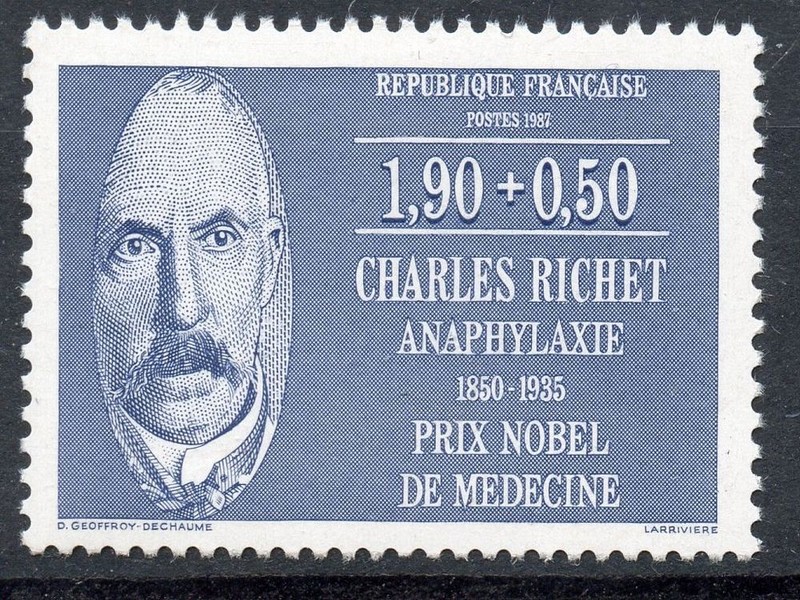 REPUBLIQUE FRANÇAISE
POSTES 1987
1,90 + 0,50
CHARLES RICHET
ANAPHYLAXIE
1850-1935
PRIX NOBEL
DE MEDECINE
D. GEOFFROY-DECHAUME
LARRIVIERE